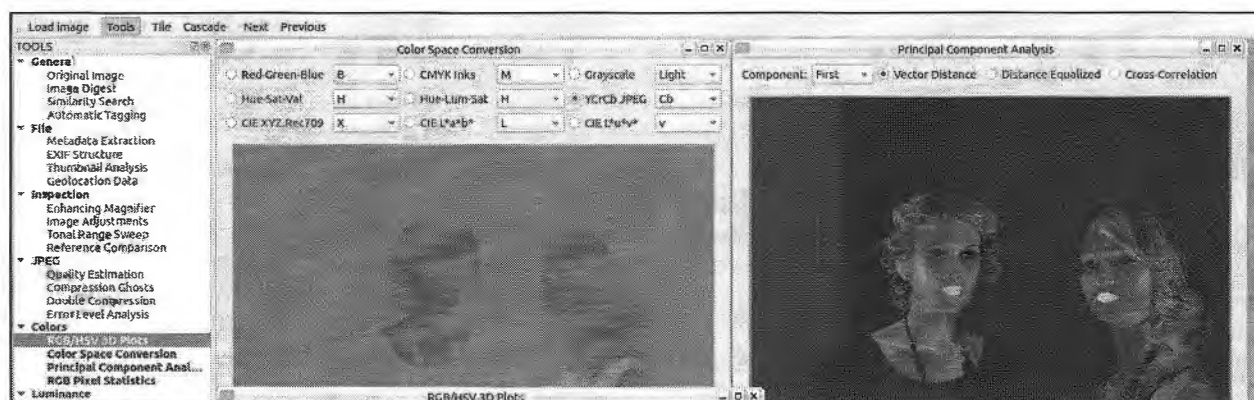 Load Image Tools Tile Cascade Next Previous
TOOLS
General
Original Image
Image Digest
Similarity Search
Automatic Tagging
File
Metadata Extraction
EXIF Structure
Thumbnail Analysis
Geolocation Data
Inspection
Enhancing Magnifier
Image Adjustments
Tonal Range Sweep
Reference Comparison
JPEG
Quality Estimation
Compression Ghosts
Double Compression
Error Level Analysis
Colors
RGB/HSV 3D Plots
Color Space Conversion
Principal Component Anal...
RGB Pixel Statistics
Luminance
Color Space Conversion
Red-Green-Blue B CMYK Inks M Grayscale Light
Hue-Sat-Val H Hue-Lum-Sat H YCrCb JPEG Cb
CIE XYZ.Rec709 X CIE L*a*b* L CIE L*u*v* v
RGB/HSV 3D Plots
Principal Component Analysis
Component: First Vector Distance Distance Equalized Cross-Correlation